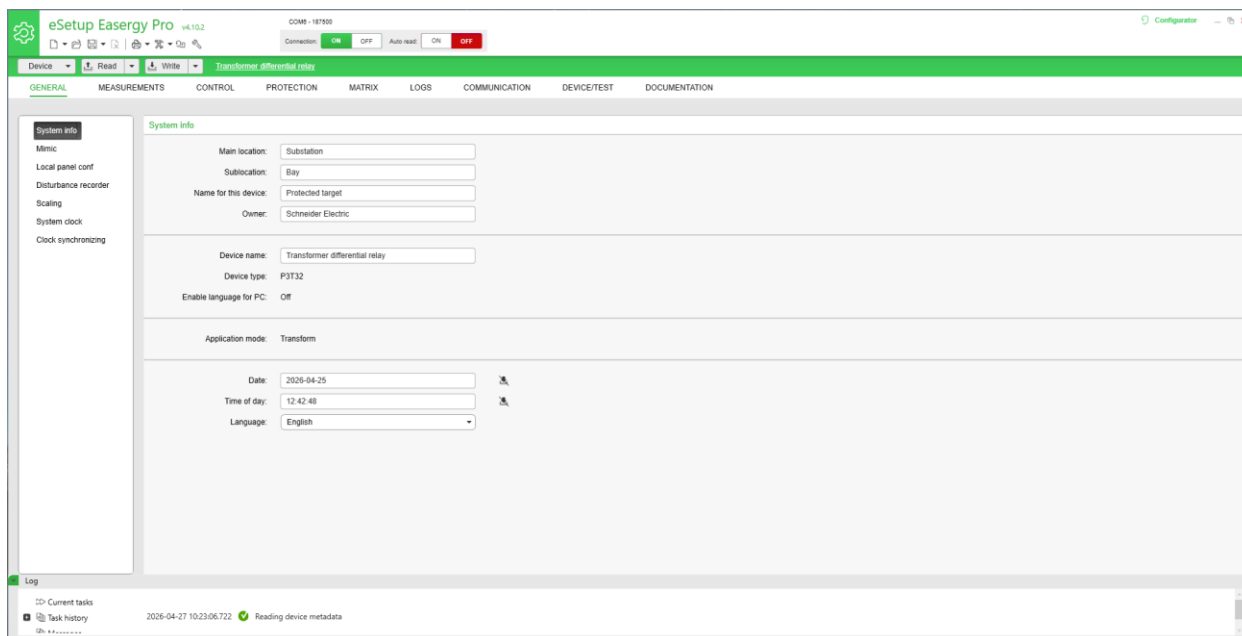 eSetup Easergy Pro v4.10.2
COM6 - 187500
Configurator
Connection: ON OFF Auto read: ON OFF
Device Read Write Transformer differential relay
GENERAL MEASUREMENTS CONTROL PROTECTION MATRIX LOGS COMMUNICATION DEVICE/TEST DOCUMENTATION
System info
Mimic
Local panel conf
Disturbance recorder
Scaling
System clock
Clock synchronizing
System info
Main location: Substation
Sublocation: Bay
Name for this device: Protected target
Owner: Schneider Electric
Device name: Transformer differential relay
Device type: P3T32
Enable language for PC: Off
Application mode: Transform
Date: 2026-04-25
Time of day: 12:42:48
Language: English
Log
Current tasks
Task history
2026-04-27 10:23:06.722 Reading device metadata